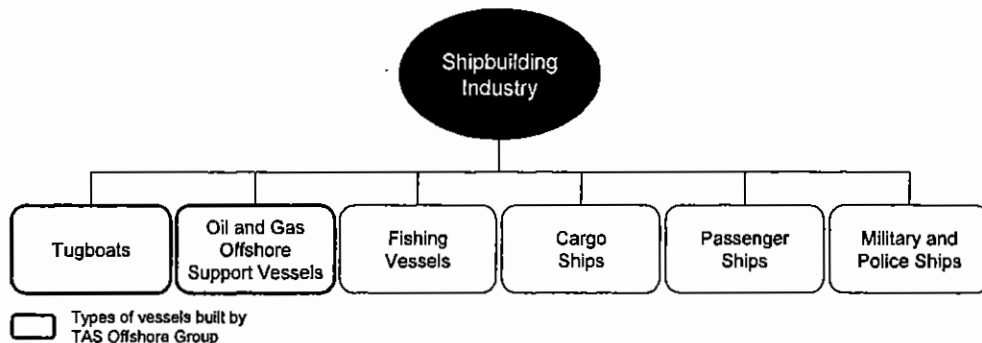 Shipbuilding
Industry
Tugboats
Oil and Gas
Offshore
Support Vessels
Fishing
Vessels
Cargo
Ships
Passenger
Ships
Military and
Police Ships
Types of vessels built by
TAS Offshore Group